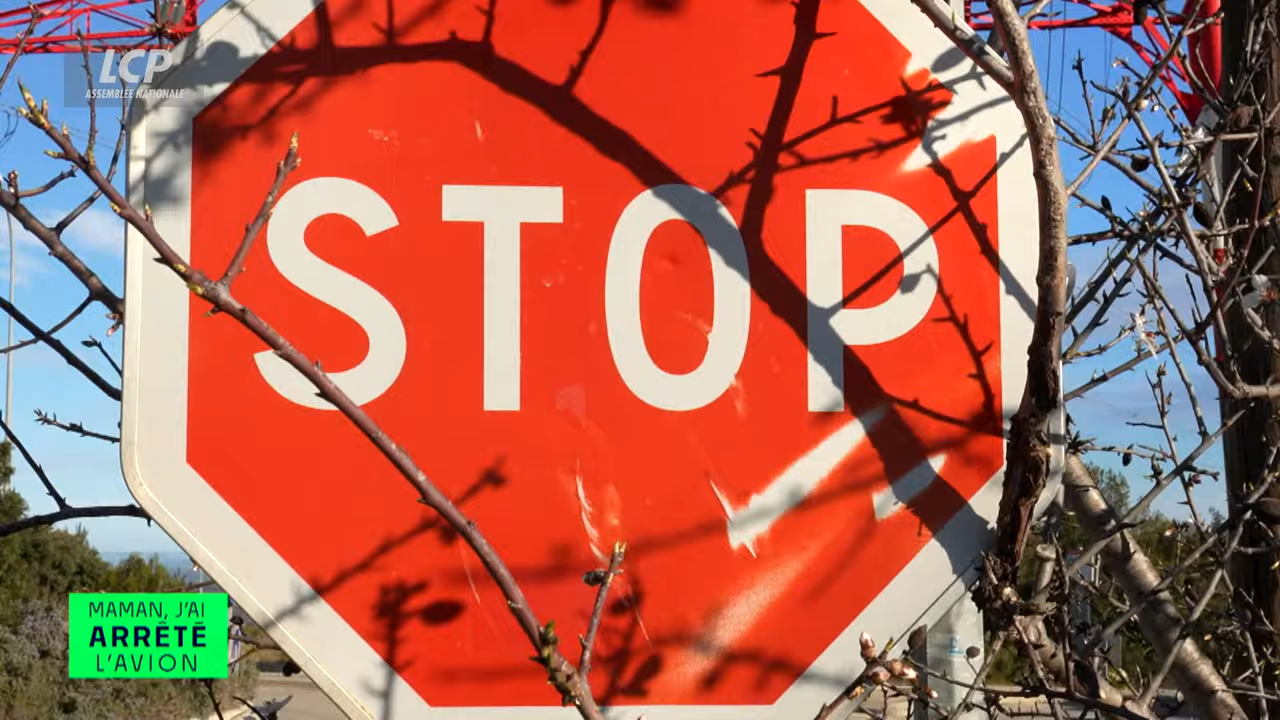 LCP
ASSEMBLÉE NATIONALE
STOP
MAMAN, J'AI
ARRÊTÉ
L'AVION